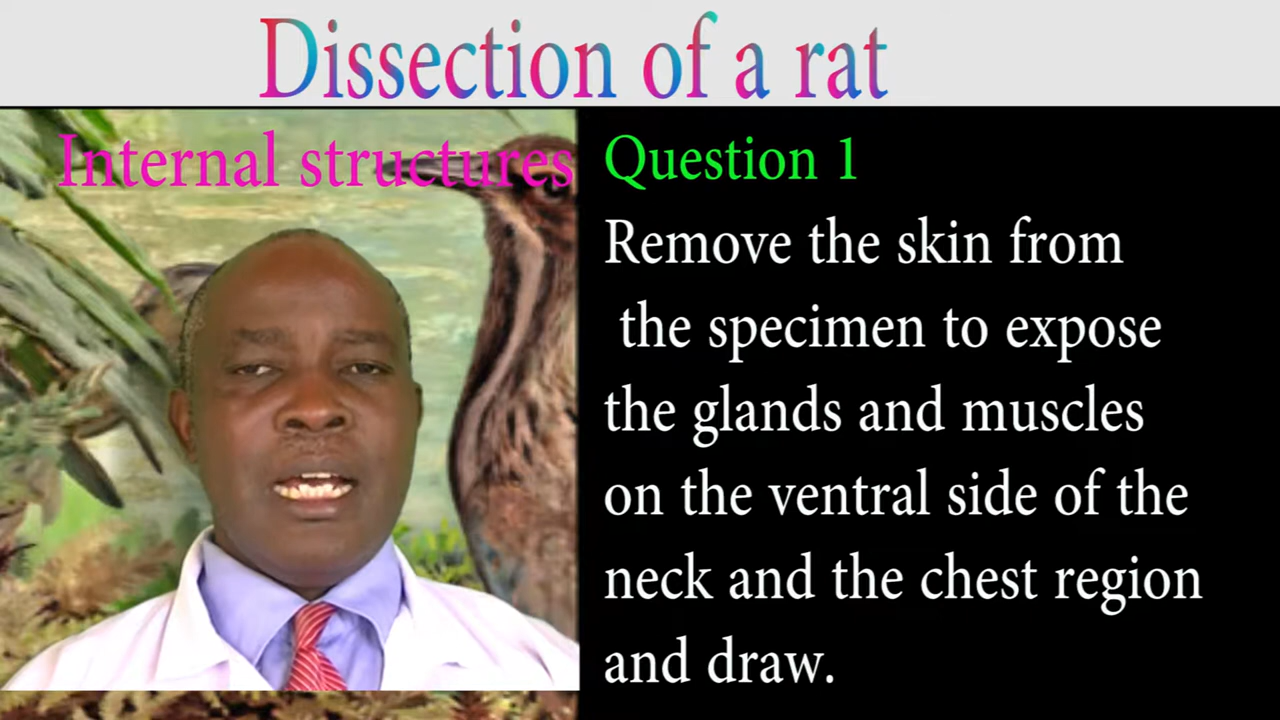 Dissection of a rat
Internal structures
Question 1
Remove the skin from
the specimen to expose
the glands and muscles
on the ventral side of the
neck and the chest region
and draw.